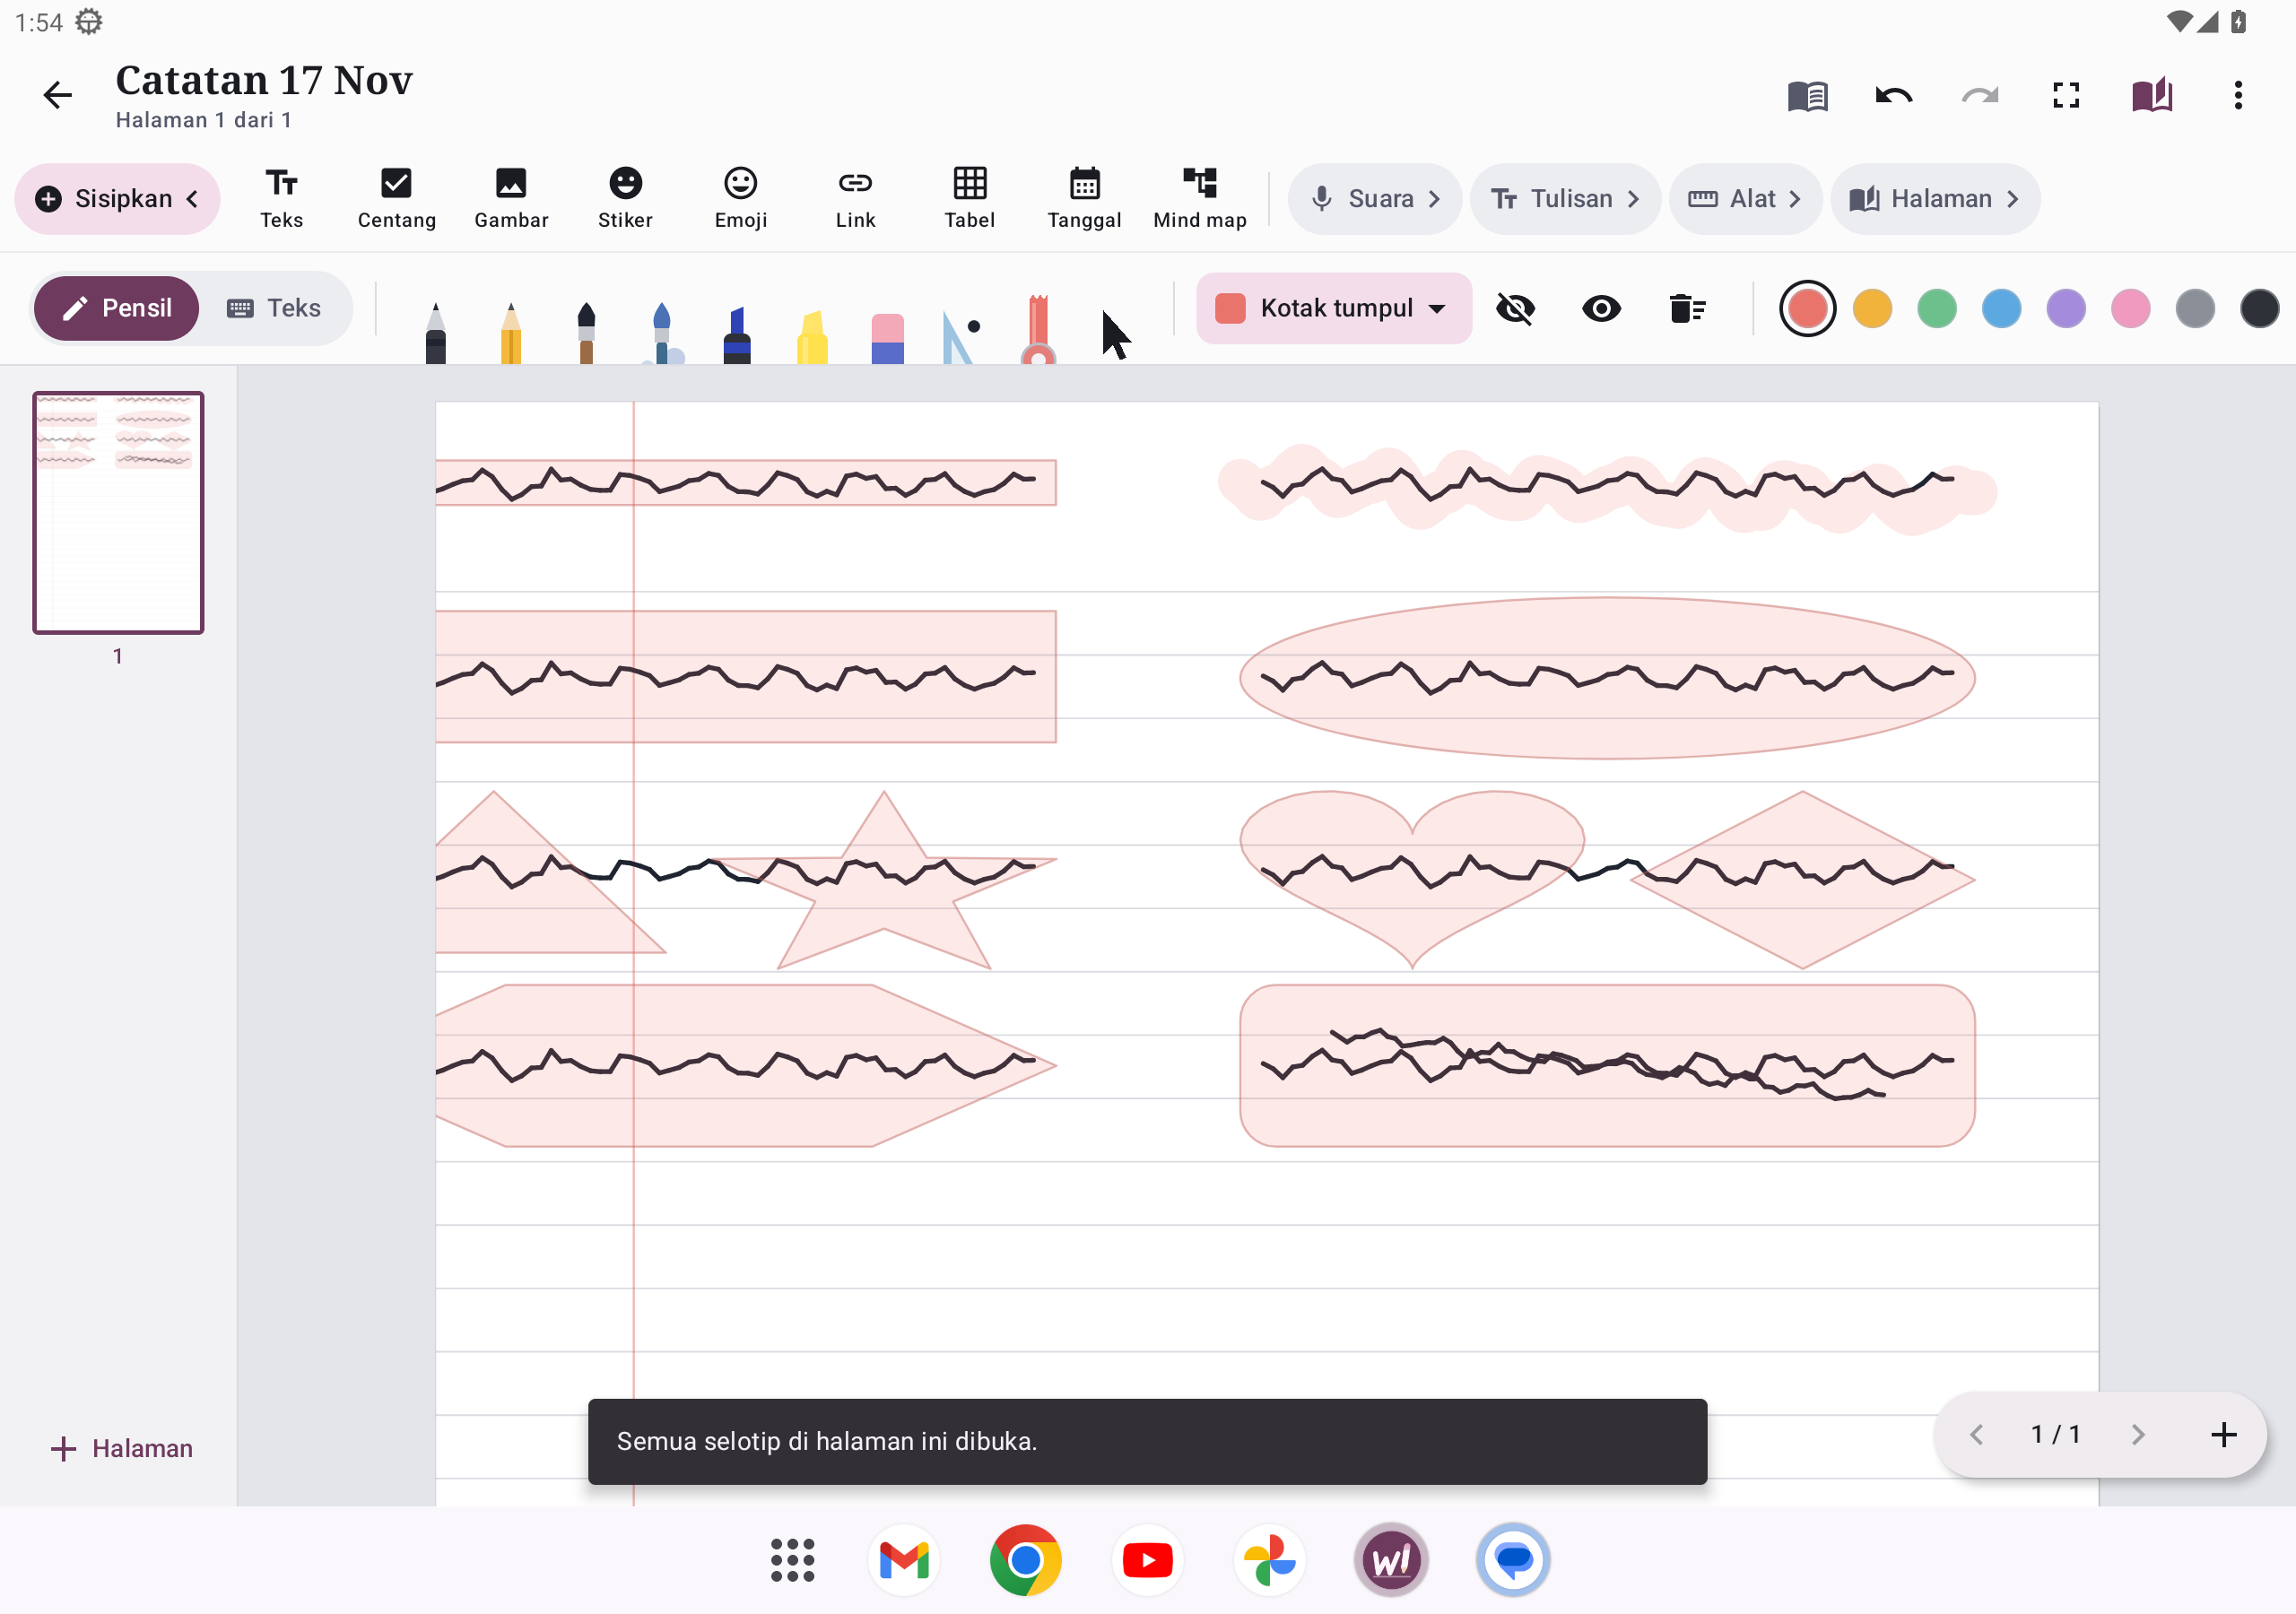 1:54
Catatan 17 Nov
Halaman 1 dari 1
Sisipkan Teks Centang Gambar Stiker Emoji Link Tabel Tanggal Mind map Suara Tulisan Alat Halaman
Pensil Teks Kotak tumpul
1
Semua selotip di halaman ini dibuka.
Halaman
1 / 1